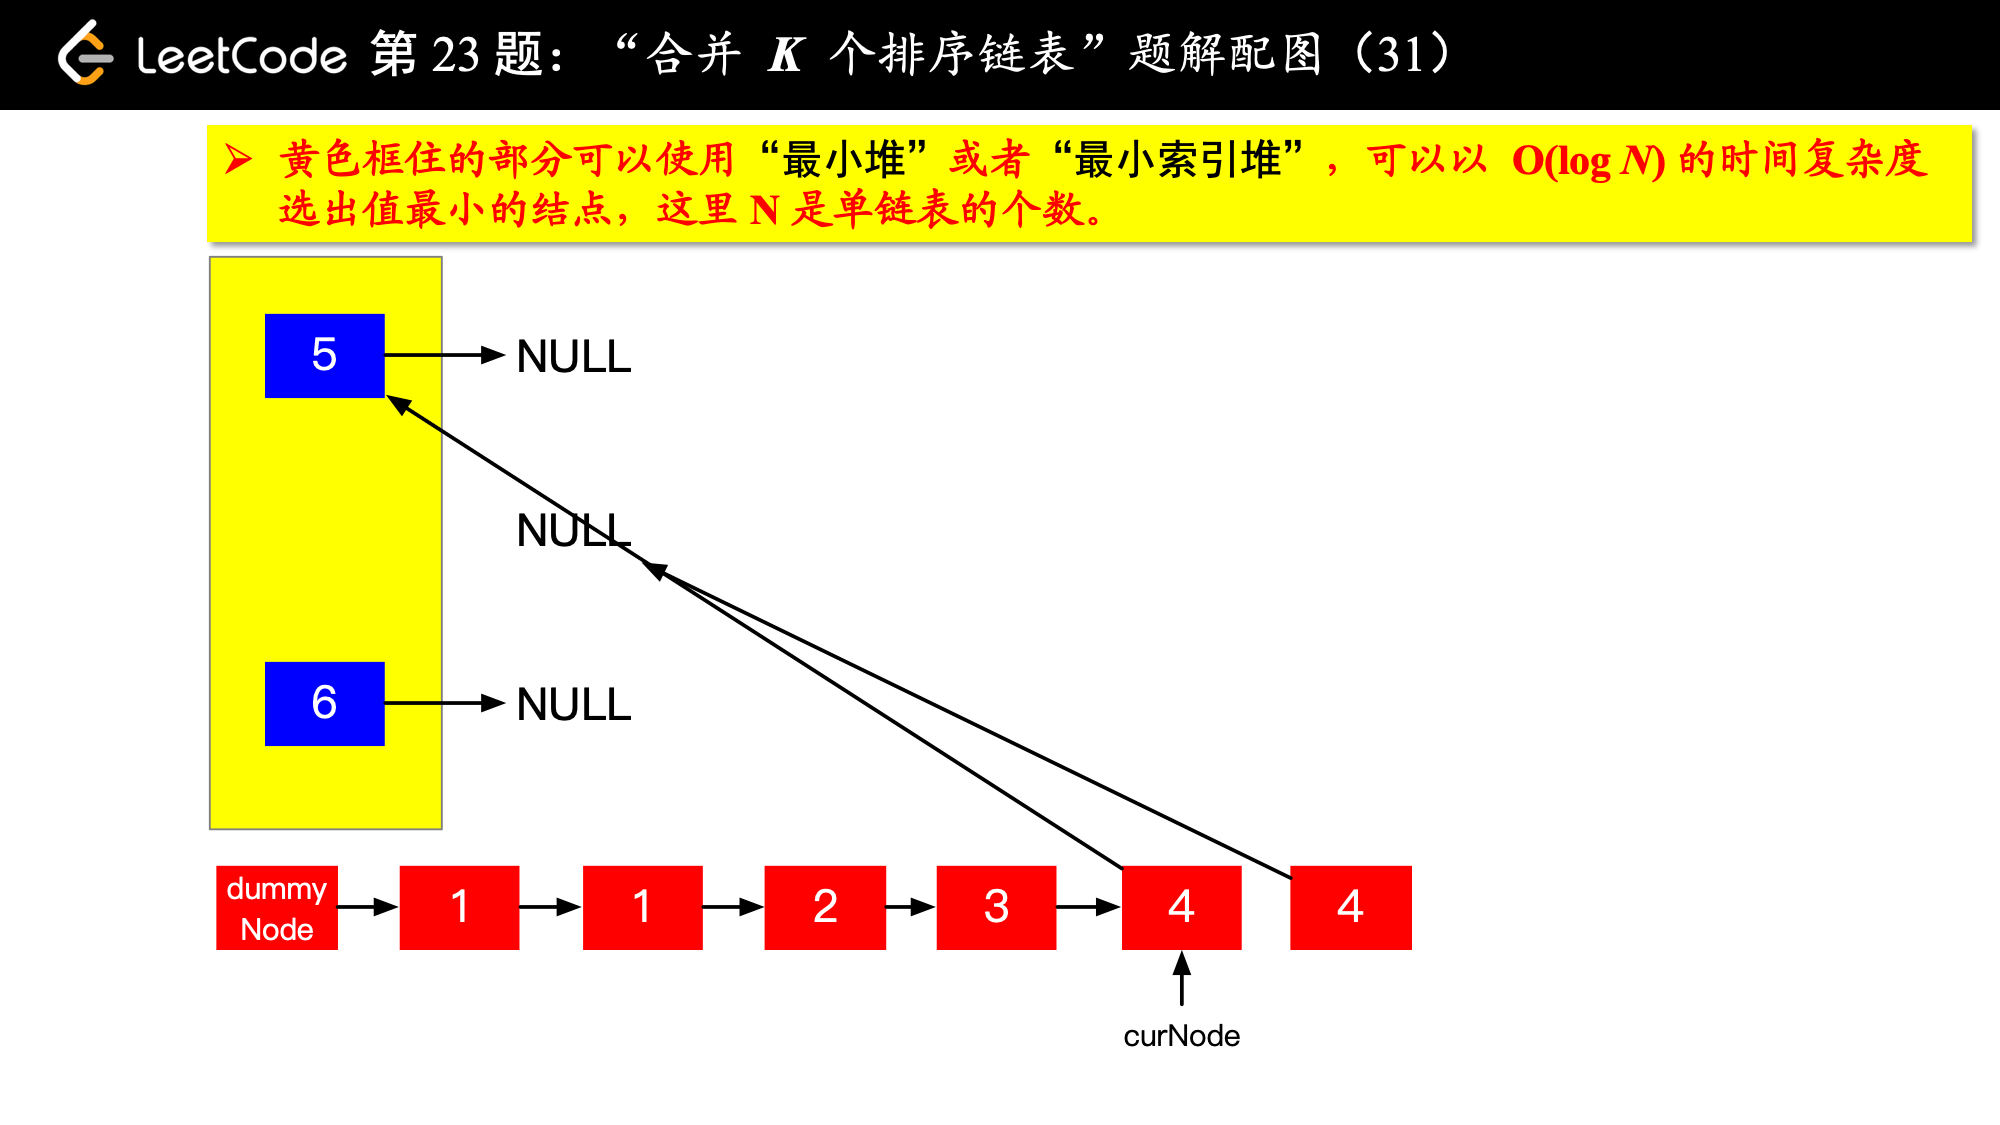 LeetCode 第 23 题：“合并 K 个排序链表”题解配图（31）
➢ 黄色框住的部分可以使用“最小堆”或者“最小索引堆”，可以以 O(log N) 的时间复杂度
选出值最小的结点，这里 N 是单链表的个数。
5 NULL
NULL
6 NULL
dummy
Node
1 1 2 3 4 4
curNode